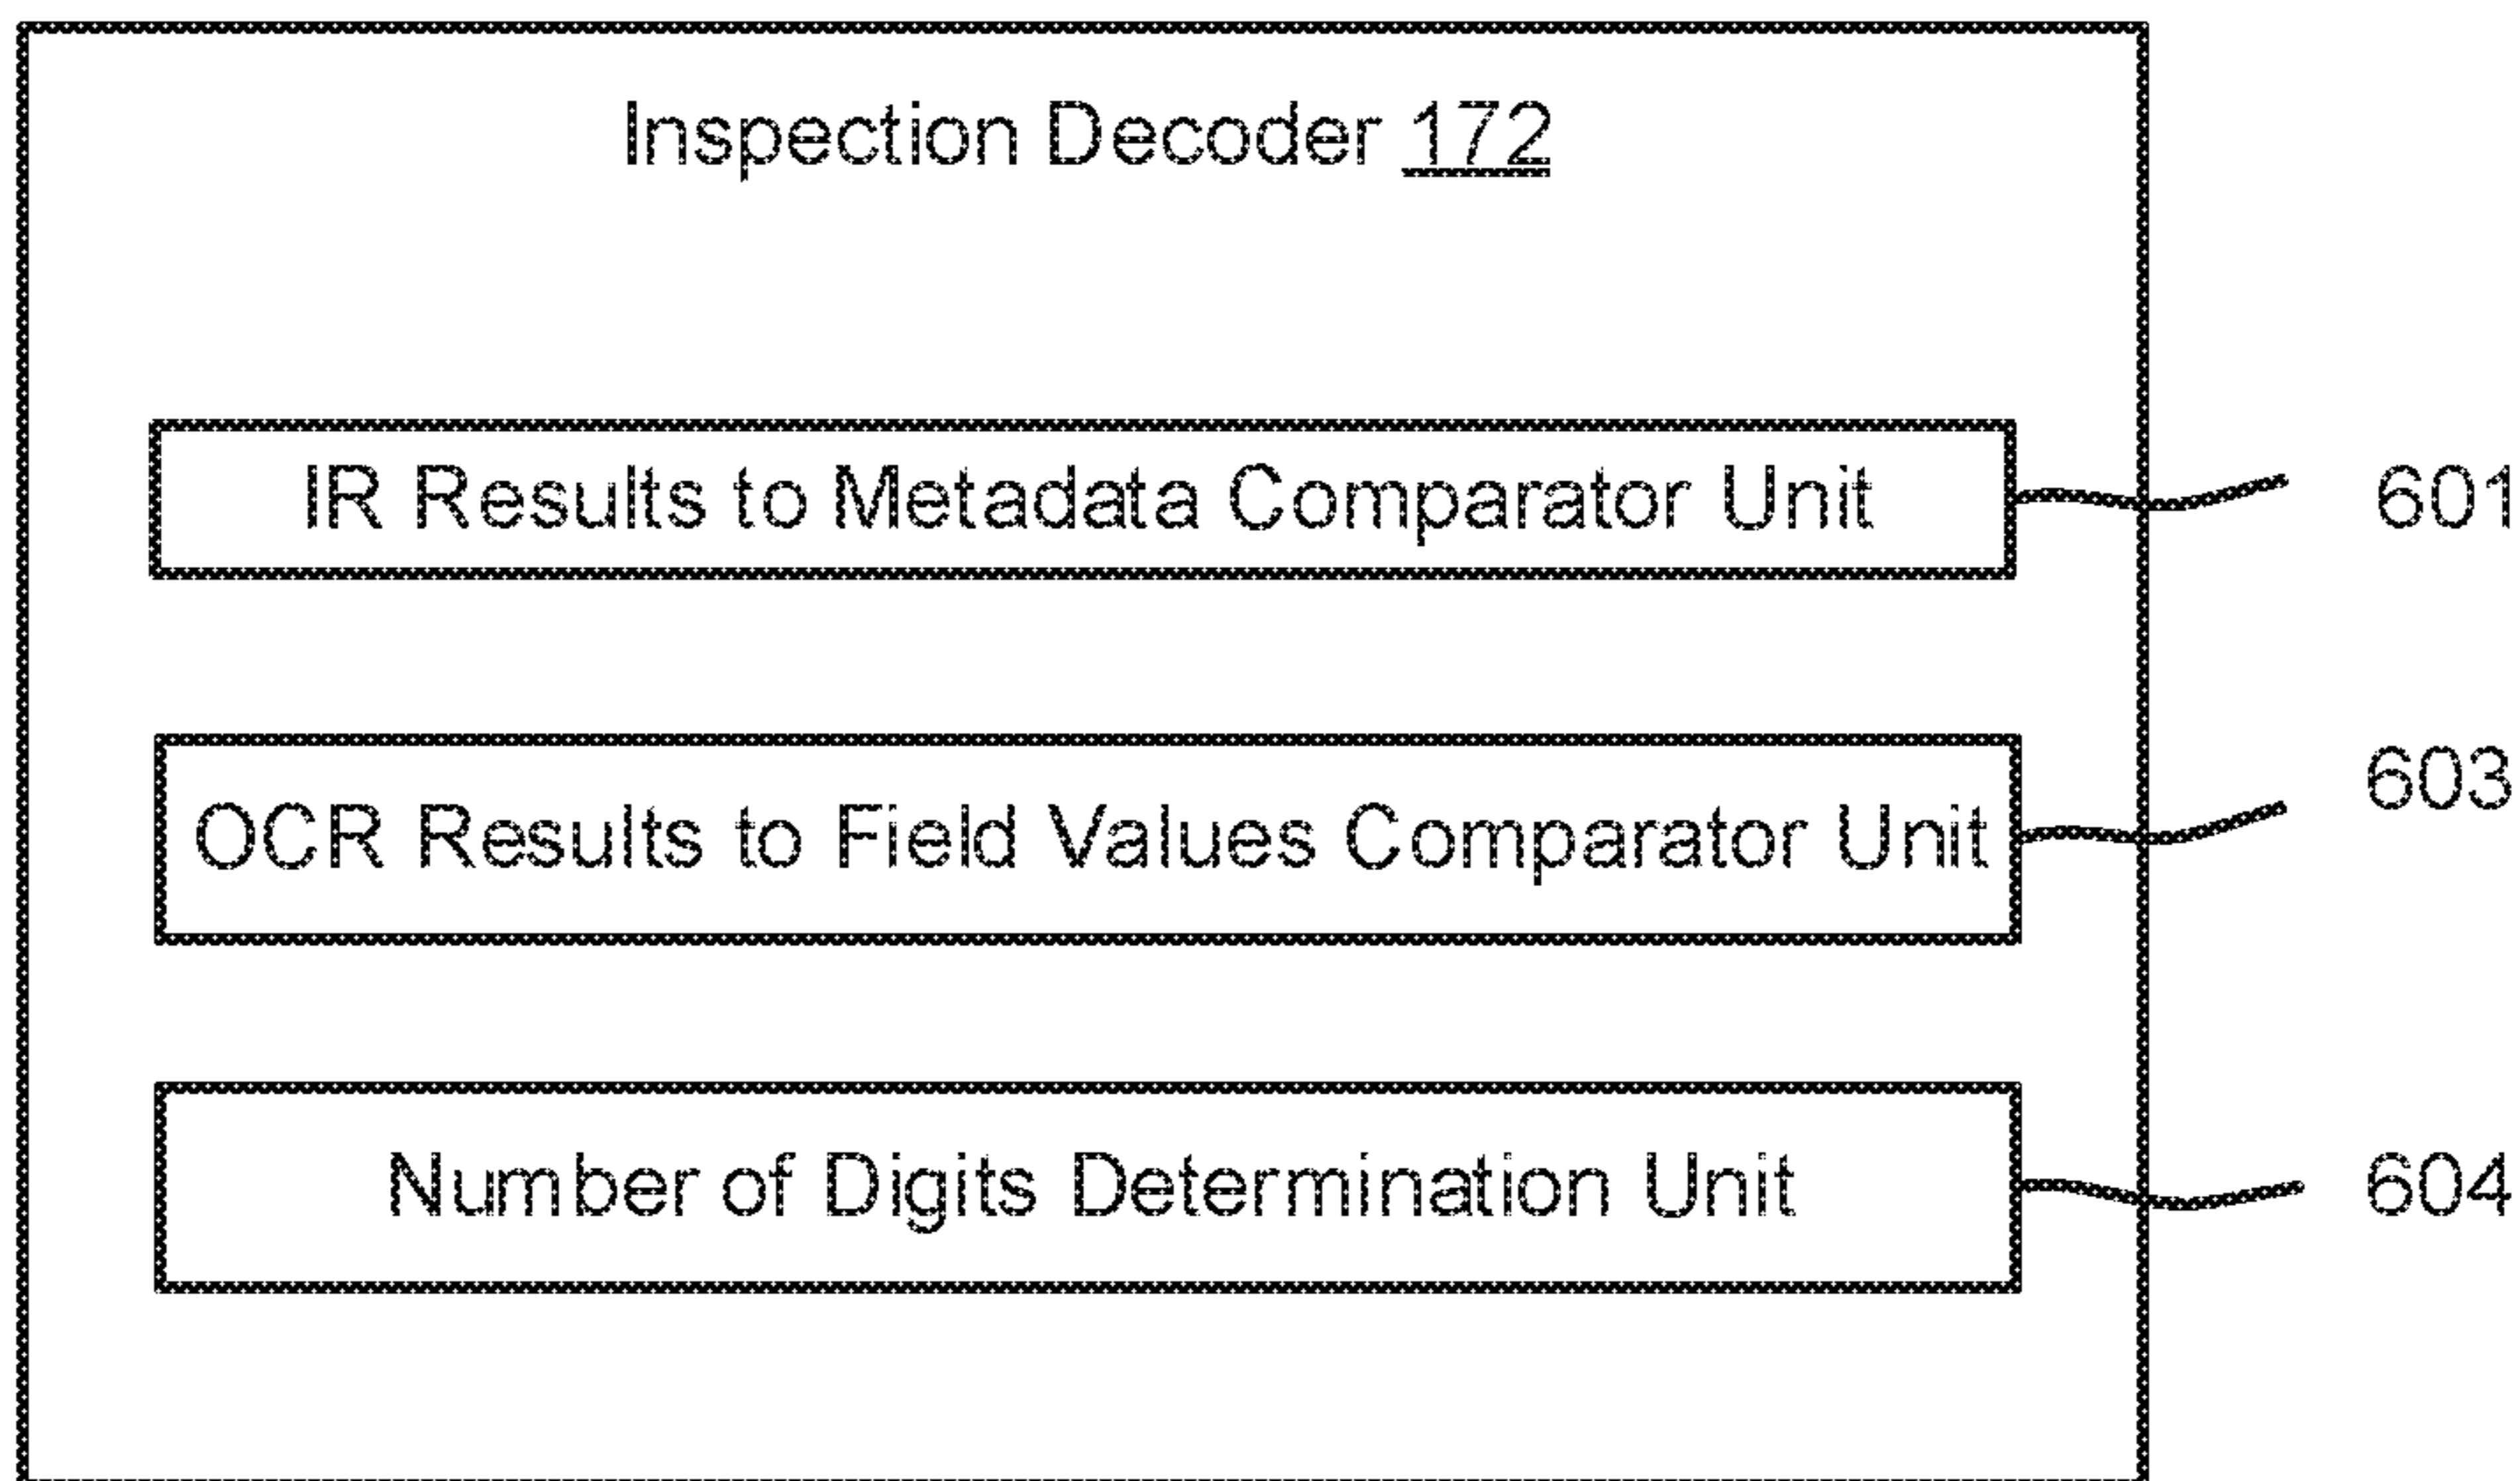 Inspection Decoder 172
IR Results to Metadata Comparator Unit
601
OCR Results to Field Values Comparator Unit
603
Number of Digits Determination Unit
604